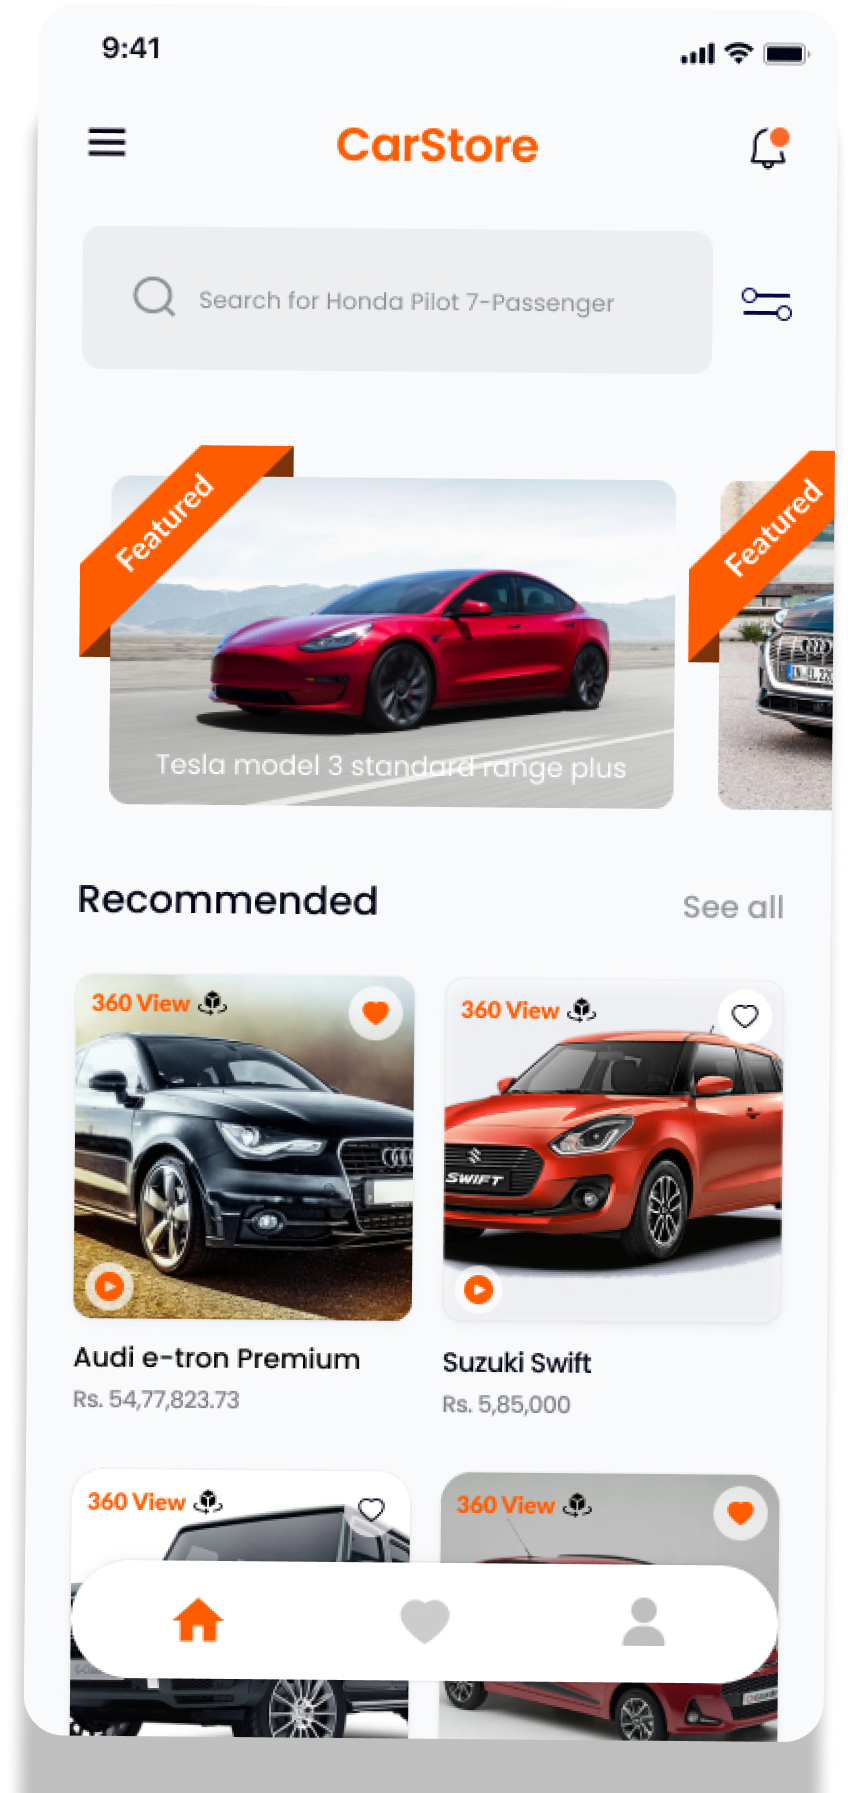 9:41
CarStore
Search for Honda Pilot 7-Passenger
Featured
Featured
Tesla model 3 standard range plus
Recommended
See all
360 View
360 View
SWIFT
Audi e-tron Premium
Suzuki Swift
Rs. 54,77,823.73
Rs. 5,85,000
360 View
360 View